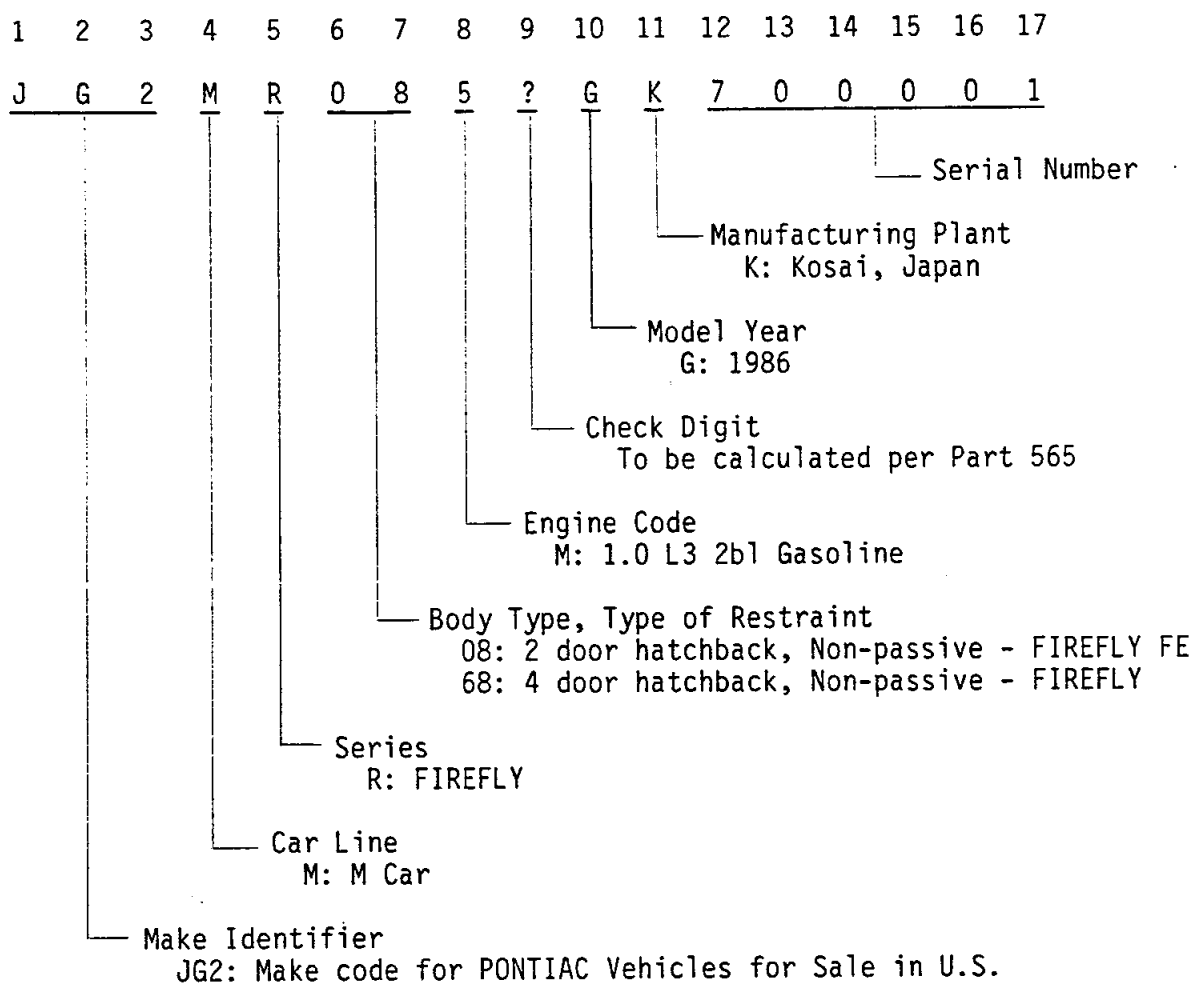 1 2 3 4 5 6 7 8 9 10 11 12 13 14 15 16 17
J G 2 M R 0 8 5 ? G K 7 0 0 0 0 1
Serial Number
Manufacturing Plant
K: Kosai, Japan
Model Year
G: 1986
Check Digit
To be calculated per Part 565
Engine Code
M: 1.0 L3 2bl Gasoline
Body Type, Type of Restraint
08: 2 door hatchback, Non-passive - FIREFLY FE
68: 4 door hatchback, Non-passive - FIREFLY
Series
R: FIREFLY
Car Line
M: M Car
Make Identifier
JG2: Make code for PONTIAC Vehicles for Sale in U.S.